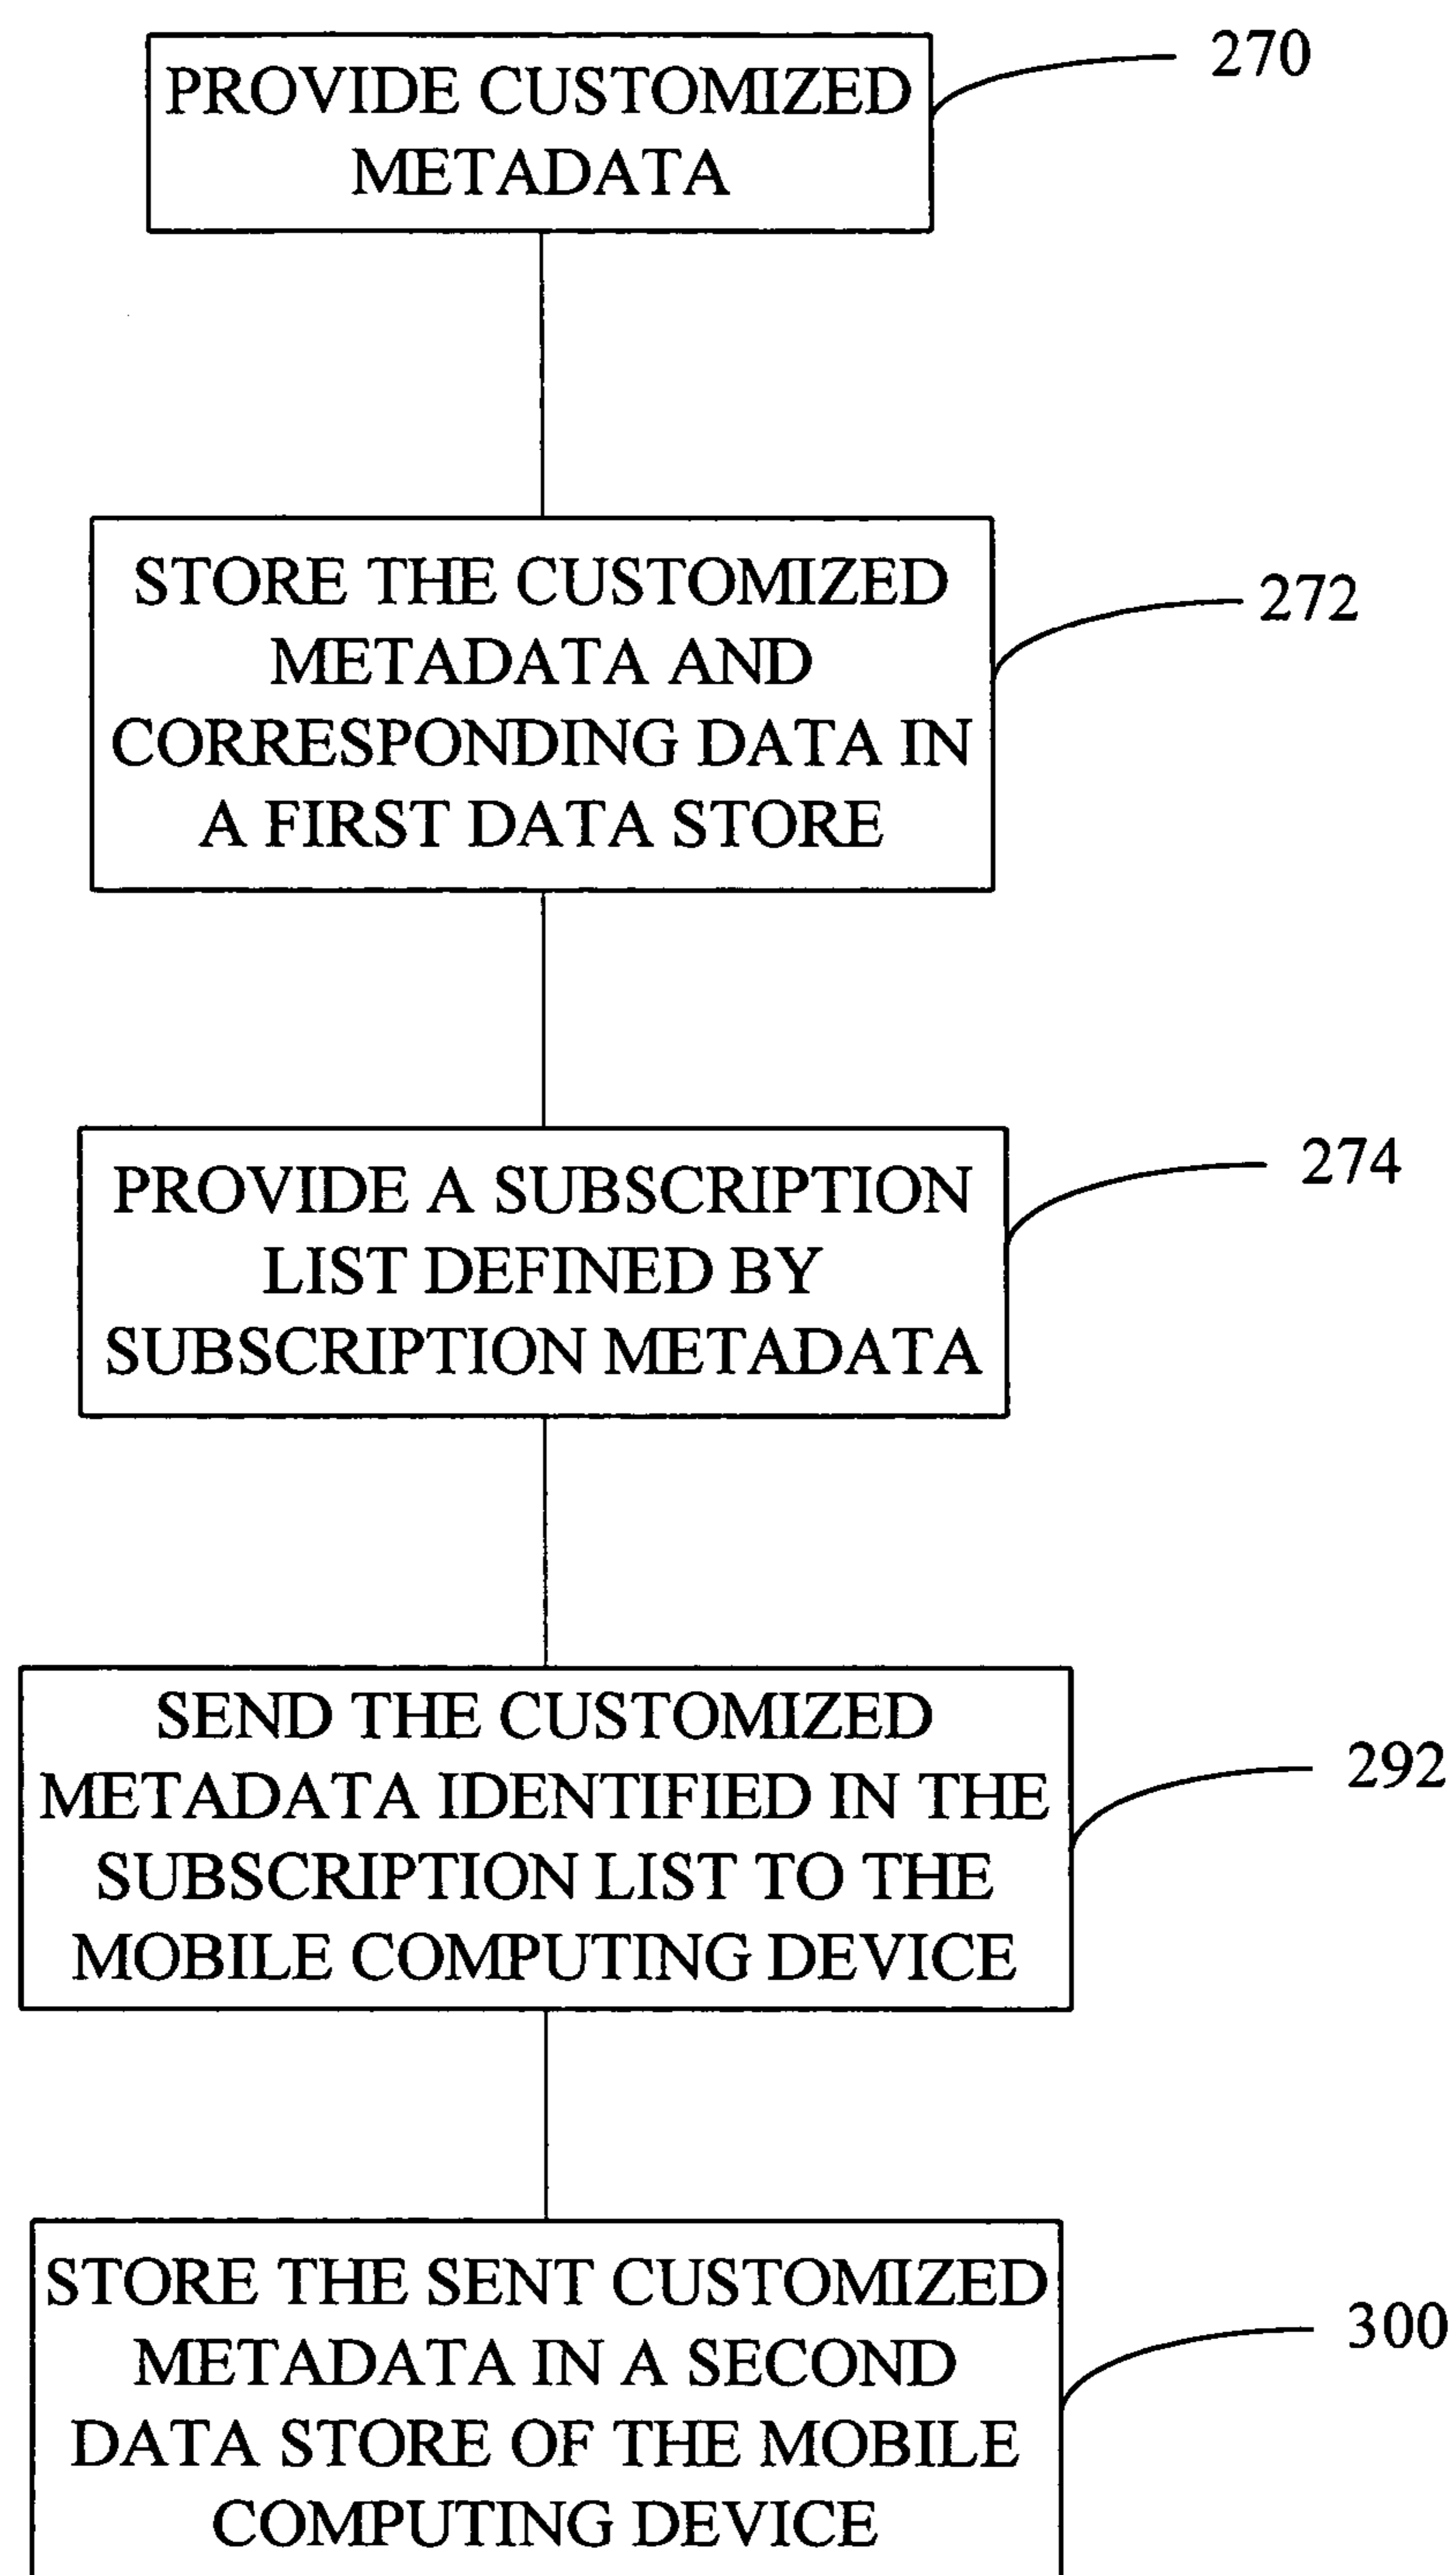 PROVIDE CUSTOMIZED
METADATA
270
STORE THE CUSTOMIZED
METADATA AND
CORRESPONDING DATA IN
A FIRST DATA STORE
272
PROVIDE A SUBSCRIPTION
LIST DEFINED BY
SUBSCRIPTION METADATA
274
SEND THE CUSTOMIZED
METADATA IDENTIFIED IN THE
SUBSCRIPTION LIST TO THE
MOBILE COMPUTING DEVICE
292
STORE THE SENT CUSTOMIZED
METADATA IN A SECOND
DATA STORE OF THE MOBILE
COMPUTING DEVICE
300